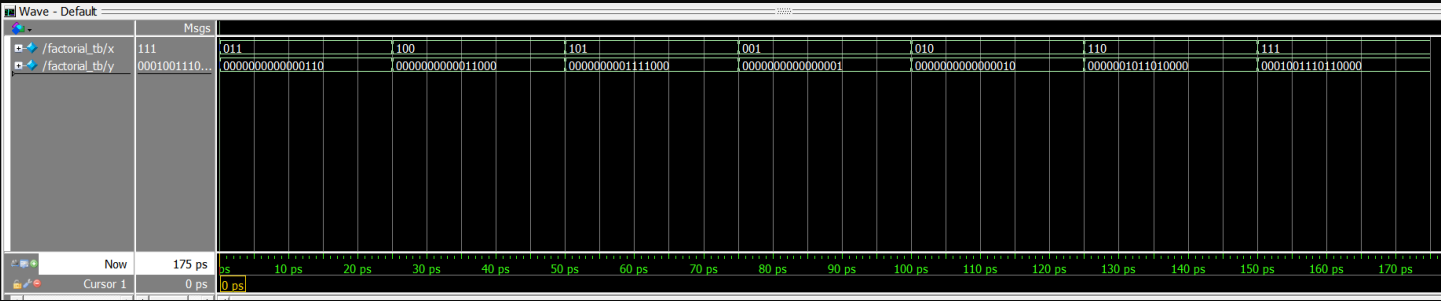 Wave - Default
Msgs
/factorial_tb/x 111 011 100 101 001 010 110 111
/factorial_tb/y 0001001110... 0000000000000110 0000000000011000 0000000001111000 0000000000000001 0000000000000010 0000001011010000 0001001110110000
Now 175 ps ps 10 ps 20 ps 30 ps 40 ps 50 ps 60 ps 70 ps 80 ps 90 ps 100 ps 110 ps 120 ps 130 ps 140 ps 150 ps 160 ps 170 ps
Cursor 1 0 ps 0 ps